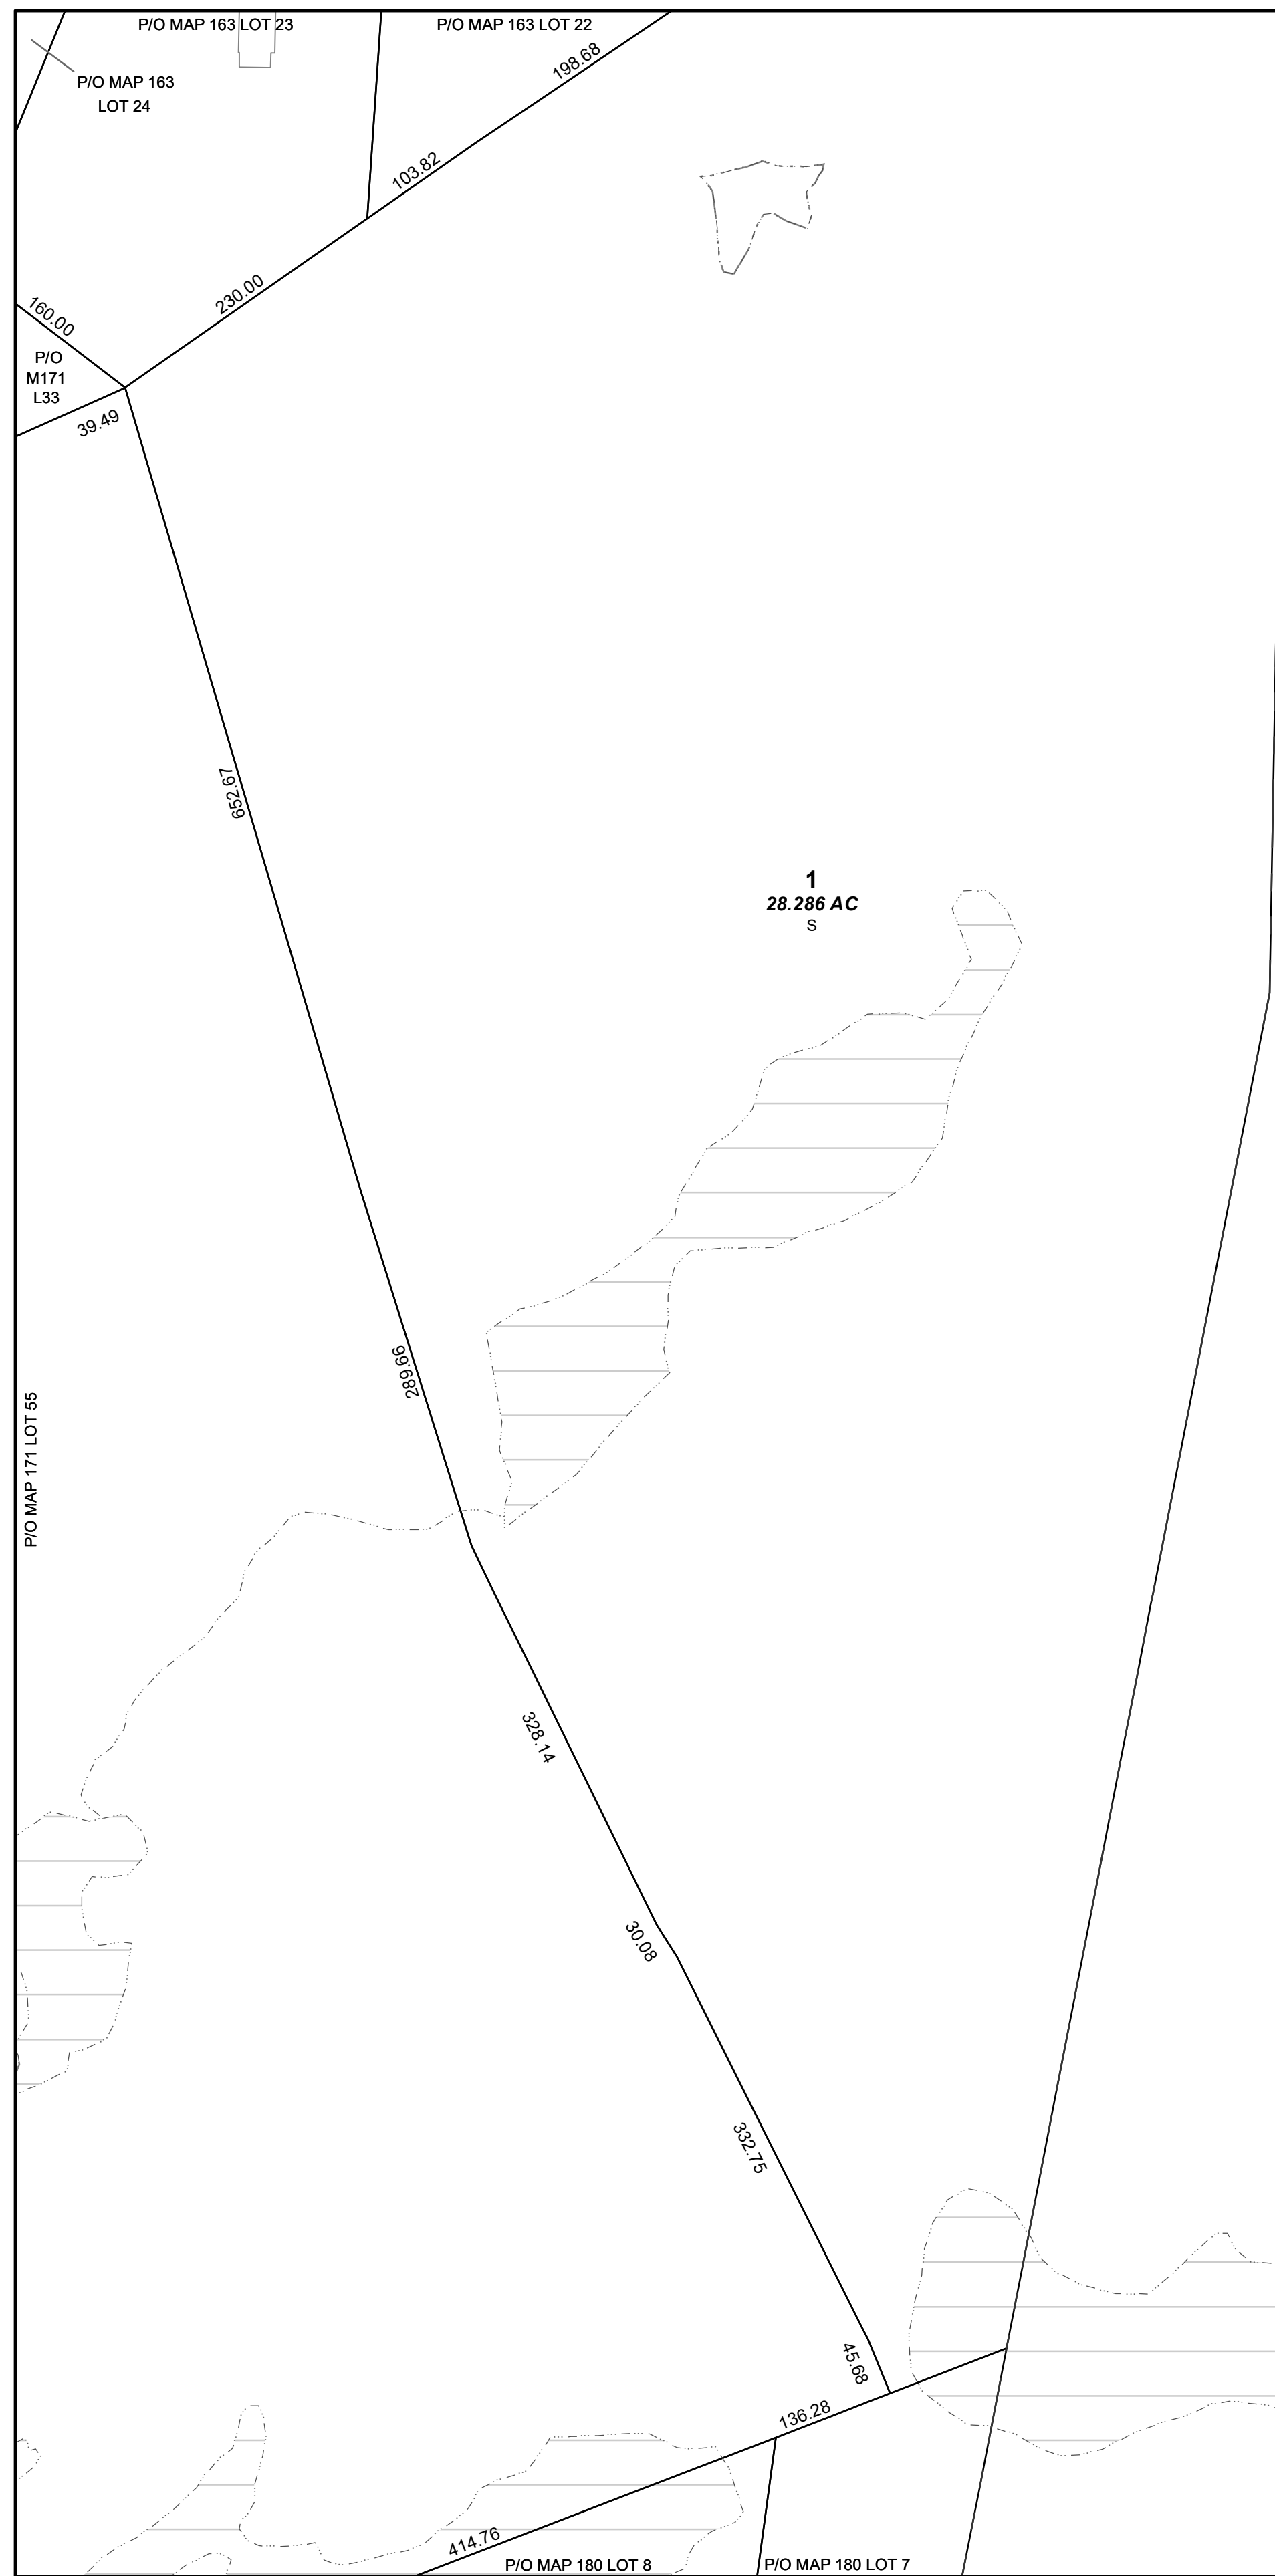 P/O MAP 163 LOT 23
P/O MAP 163 LOT 22
198.68
P/O MAP 163
LOT 24
103.82
230.00
160.00
P/O
M171
L33
39.49
652.67
1
28.286 AC
S
289.66
P/O MAP 171 LOT 55
328.14
30.08
332.75
45.68
136.28
414.76
P/O MAP 180 LOT 8
P/O MAP 180 LOT 7